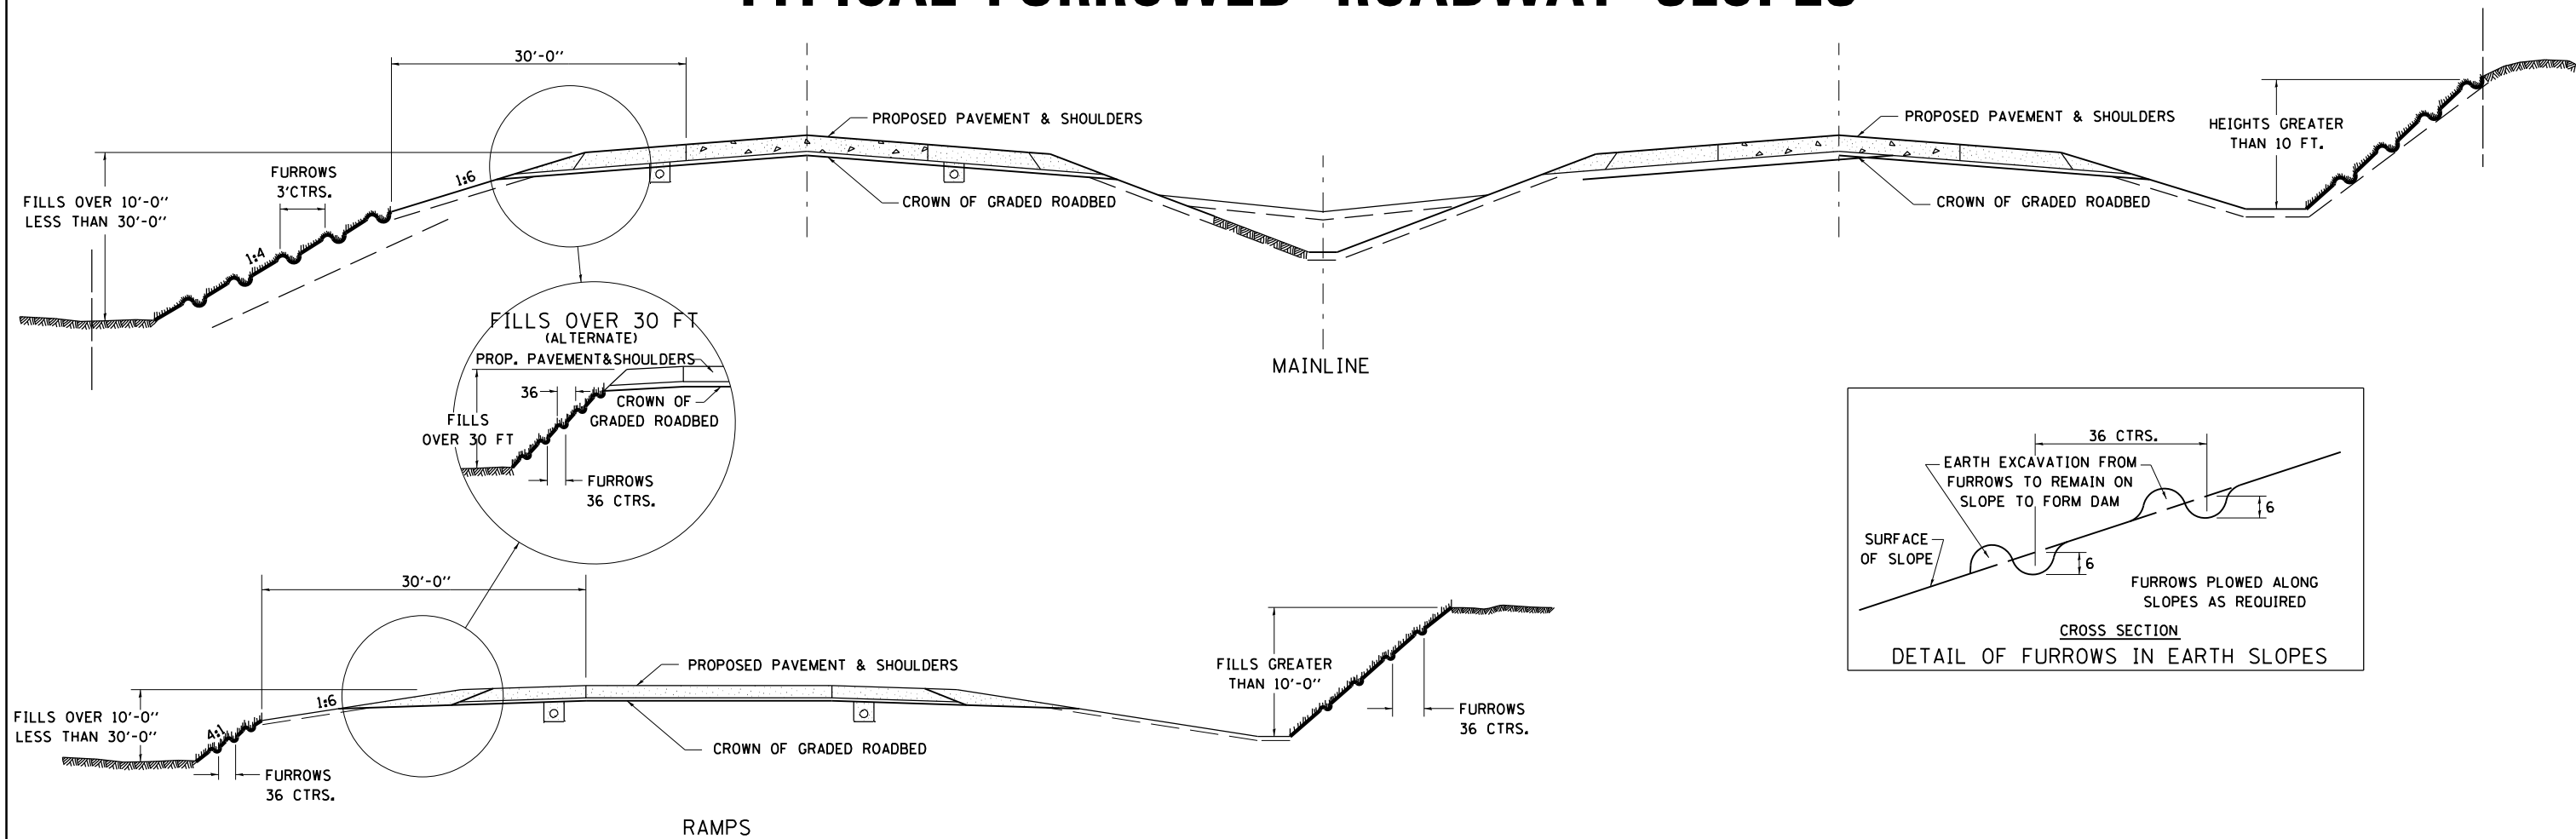 TYPICAL FURROWED ROADWAY SLOPES
30'-0"
PROPOSED PAVEMENT & SHOULDERS
PROPOSED PAVEMENT & SHOULDERS
HEIGHTS GREATER
THAN 10 FT.
FURROWS
3'CTRS.
1:6
FILLS OVER 10'-0"
LESS THAN 30'-0"
CROWN OF GRADED ROADBED
CROWN OF GRADED ROADBED
1:4
FILLS OVER 30 FT
(ALTERNATE)
PROP. PAVEMENT&SHOULDERS
36
CROWN OF
GRADED ROADBED
FILLS
OVER 30 FT
FURROWS
36 CTRS.
MAINLINE
36 CTRS.
EARTH EXCAVATION FROM
FURROWS TO REMAIN ON
SLOPE TO FORM DAM
6
SURFACE
OF SLOPE
6
FURROWS PLOWED ALONG
SLOPES AS REQUIRED
CROSS SECTION
DETAIL OF FURROWS IN EARTH SLOPES
30'-0"
PROPOSED PAVEMENT & SHOULDERS
FILLS GREATER
THAN 10'-0"
1:6
FILLS OVER 10'-0"
LESS THAN 30'-0"
4:1
FURROWS
36 CTRS.
CROWN OF GRADED ROADBED
FURROWS
36 CTRS.
RAMPS